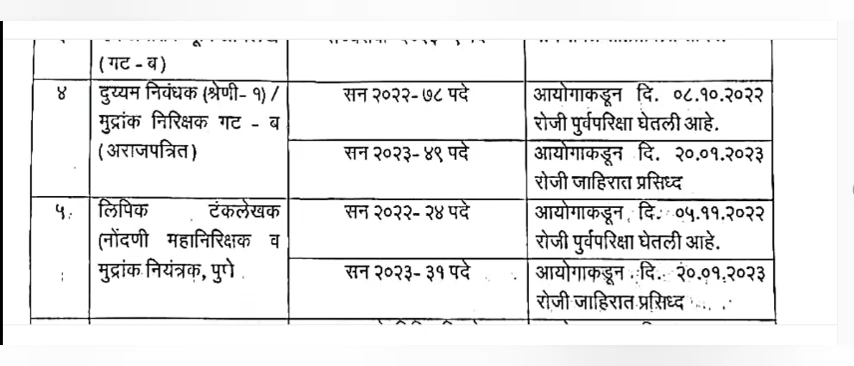 (गट - ब)
४
दुय्यम निबंधक (श्रेणी- १) /
मुद्रांक निरिक्षक गट - ब
(अराजपत्रित)
सन २०२२- ७८ पदे
आयोगाकडून दि. ०८.१०.२०२२
रोजी पुर्वपरिक्षा घेतली आहे.
सन २०२३- ४९ पदे
आयोगाकडून दि. २०.०१.२०२३
रोजी जाहिरात प्रसिध्द
५.
लिपिक टंकलेखक
(नोंदणी महानिरिक्षक व
मुद्रांक नियंत्रक, पुणे
सन २०२२- २४ पदे
आयोगाकडून दि. ०५.११.२०२२
रोजी पुर्वपरिक्षा घेतली आहे.
सन २०२३- ३१ पदे
आयोगाकडून दि. २०.०१.२०२३
रोजी जाहिरात प्रसिध्द